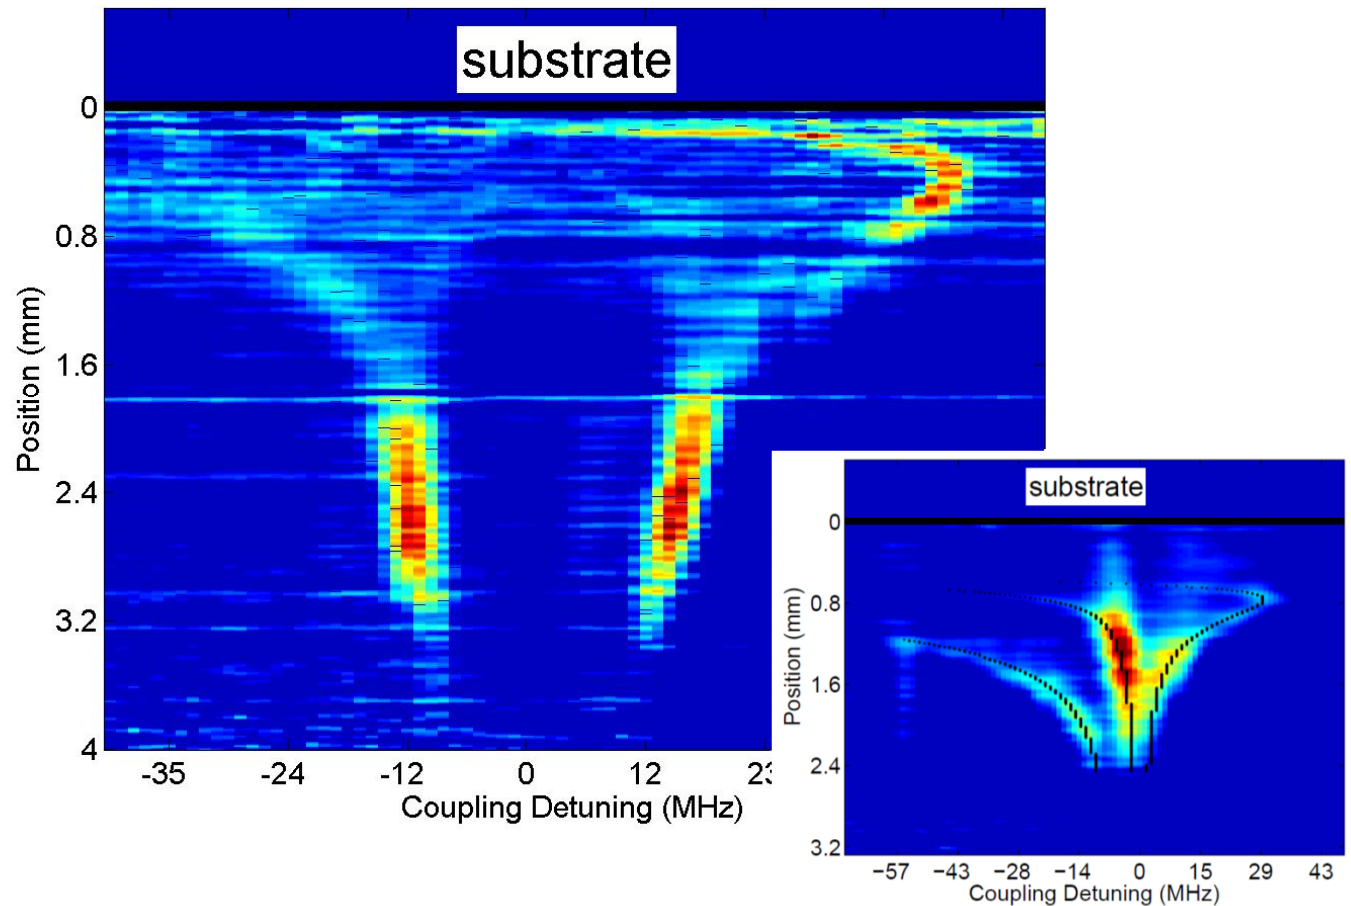 substrate
0
0.8
1.6
2.4
3.2
4
Position (mm)
-35 -24 -12 0 12
Coupling Detuning (MHz)
substrate
0
0.8
1.6
2.4
3.2
Position (mm)
−57 −43 −28 −14 0 15 29 43
Coupling Detuning (MHz)